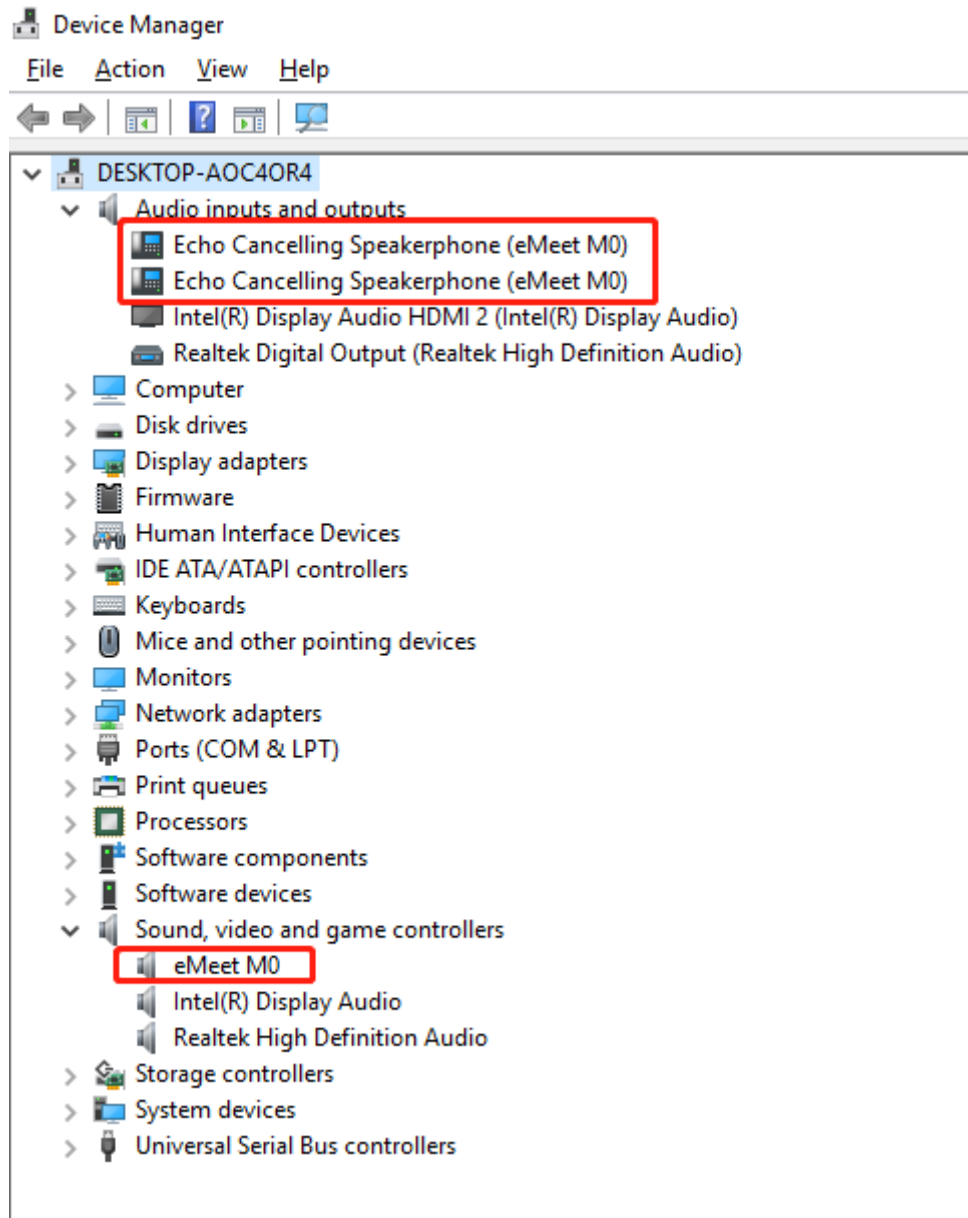 Device Manager
File Action View Help
?
DESKTOP-AOC4OR4
Audio inputs and outputs
Echo Cancelling Speakerphone (eMeet M0)
Echo Cancelling Speakerphone (eMeet M0)
Intel(R) Display Audio HDMI 2 (Intel(R) Display Audio)
Realtek Digital Output (Realtek High Definition Audio)
Computer
Disk drives
Display adapters
Firmware
Human Interface Devices
IDE ATA/ATAPI controllers
Keyboards
Mice and other pointing devices
Monitors
Network adapters
Ports (COM & LPT)
Print queues
Processors
Software components
Software devices
Sound, video and game controllers
eMeet M0
Intel(R) Display Audio
Realtek High Definition Audio
Storage controllers
System devices
Universal Serial Bus controllers